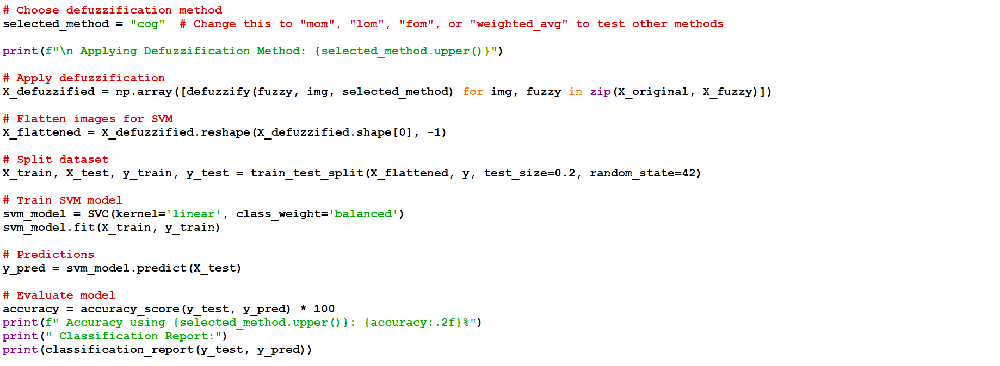 # Choose defuzzification method
selected_method = "cog"  # Change this to "mom", "lom", "fom", or "weighted_avg" to test other methods
print(f"\n Applying Defuzzification Method: {selected_method.upper()}")
# Apply defuzzification
X_defuzzified = np.array([defuzzify(fuzzy, img, selected_method) for img, fuzzy in zip(X_original, X_fuzzy)])
# Flatten images for SVM
X_flattened = X_defuzzified.reshape(X_defuzzified.shape[0], -1)
# Split dataset
X_train, X_test, y_train, y_test = train_test_split(X_flattened, y, test_size=0.2, random_state=42)
# Train SVM model
svm_model = SVC(kernel='linear', class_weight='balanced')
svm_model.fit(X_train, y_train)
# Predictions
y_pred = svm_model.predict(X_test)
# Evaluate model
accuracy = accuracy_score(y_test, y_pred) * 100
print(f" Accuracy using {selected_method.upper()}: {accuracy:.2f}%")
print(" Classification Report:")
print(classification_report(y_test, y_pred))